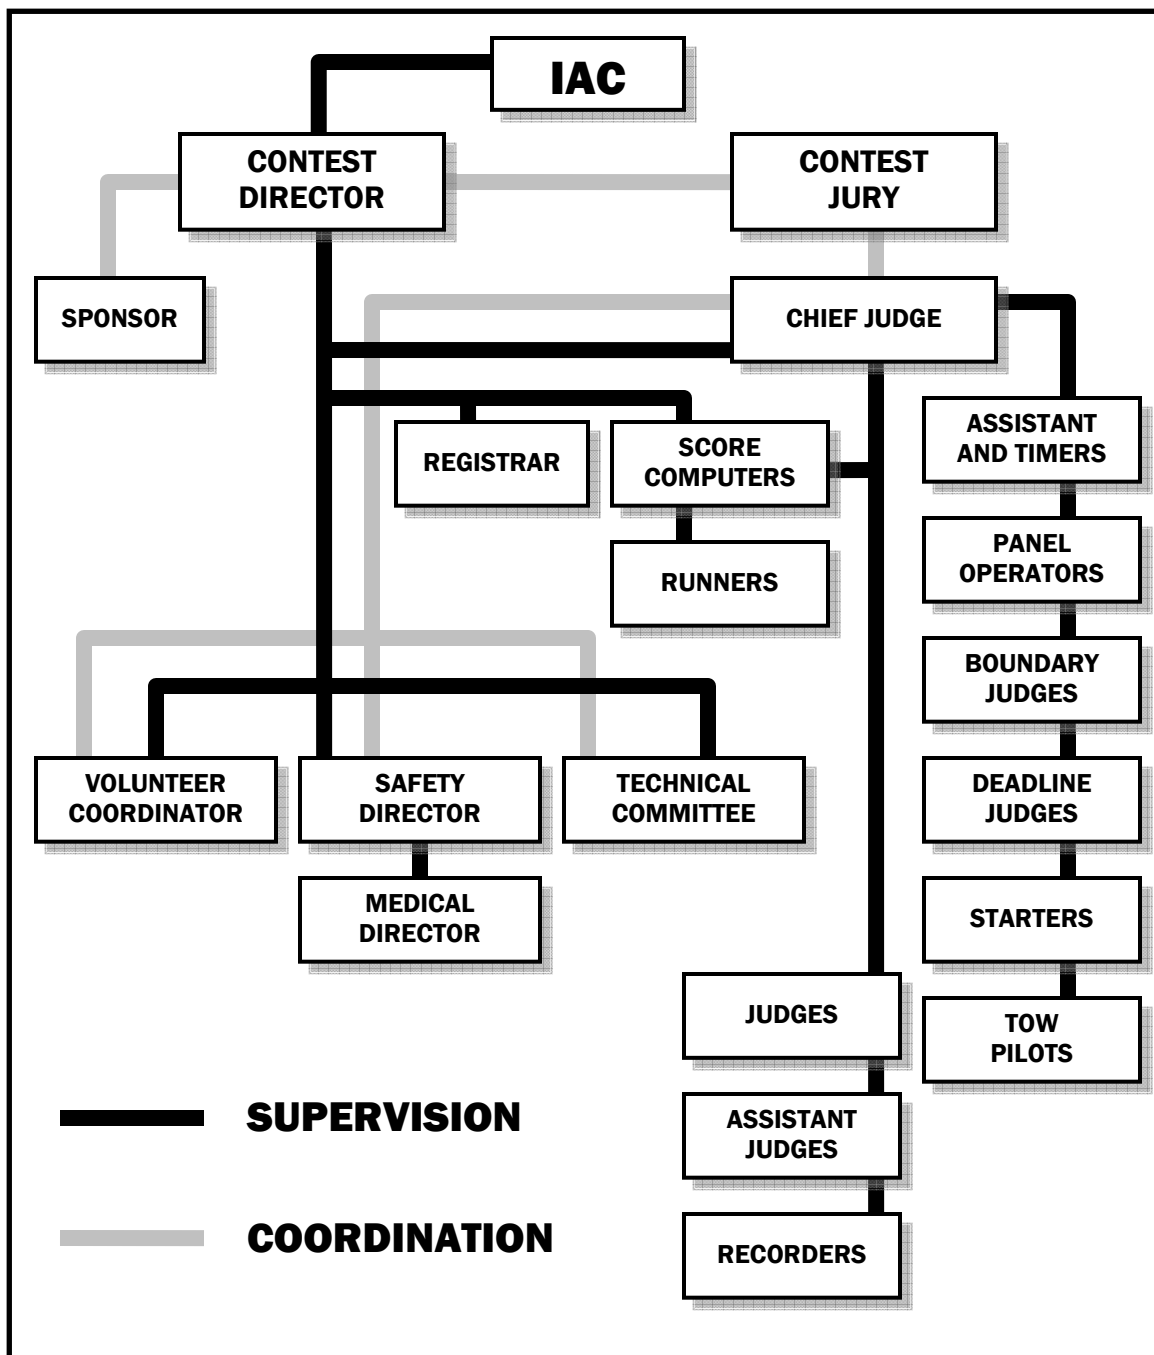 IAC
CONTEST
DIRECTOR
CONTEST
JURY
SPONSOR
CHIEF JUDGE
REGISTRAR
SCORE
COMPUTERS
ASSISTANT
AND TIMERS
RUNNERS
PANEL
OPERATORS
BOUNDARY
JUDGES
VOLUNTEER
COORDINATOR
SAFETY
DIRECTOR
TECHNICAL
COMMITTEE
DEADLINE
JUDGES
MEDICAL
DIRECTOR
STARTERS
JUDGES
TOW
PILOTS
SUPERVISION
ASSISTANT
JUDGES
COORDINATION
RECORDERS